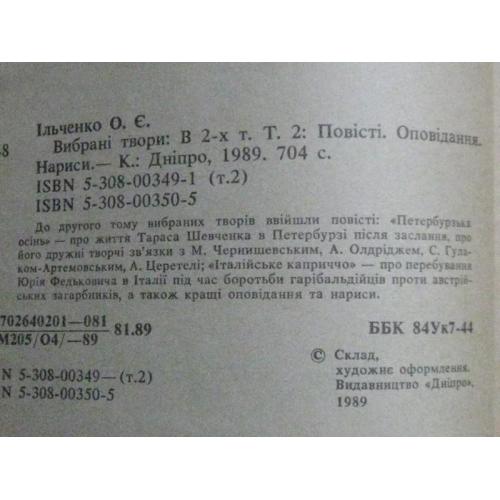 Ільченко О. Є.
8 Вибрані твори: В 2-х т. Т. 2: Повісті. Оповідання.
Нариси.— К.: Дніпро, 1989. 704 с.
ISBN 5-308-00349-1 (т.2)
ISBN 5-308-00350-5
До другого тому вибраних творів ввійшли повісті: «Петербурзька
осінь» — про життя Тараса Шевченка в Петербурзі після заслання, про
його дружні творчі зв'язки з М. Чернишевським, А. Олдріджем, С. Гула-
ком-Артемовським, А. Церетелі; «Італійське каприччо» — про перебування
Юрія Федьковича в Італії під час боротьби гарібальдійців проти австрій-
ських загарбників, а також кращі оповідання та нариси.
702640201—081
М205/04/—89
81.89
ББК 84Ук7-44
N 5-308-00349—(т.2)
N 5-308-00350-5
© Склад,
художнє оформлення.
Видавництво «Дніпро»,
1989